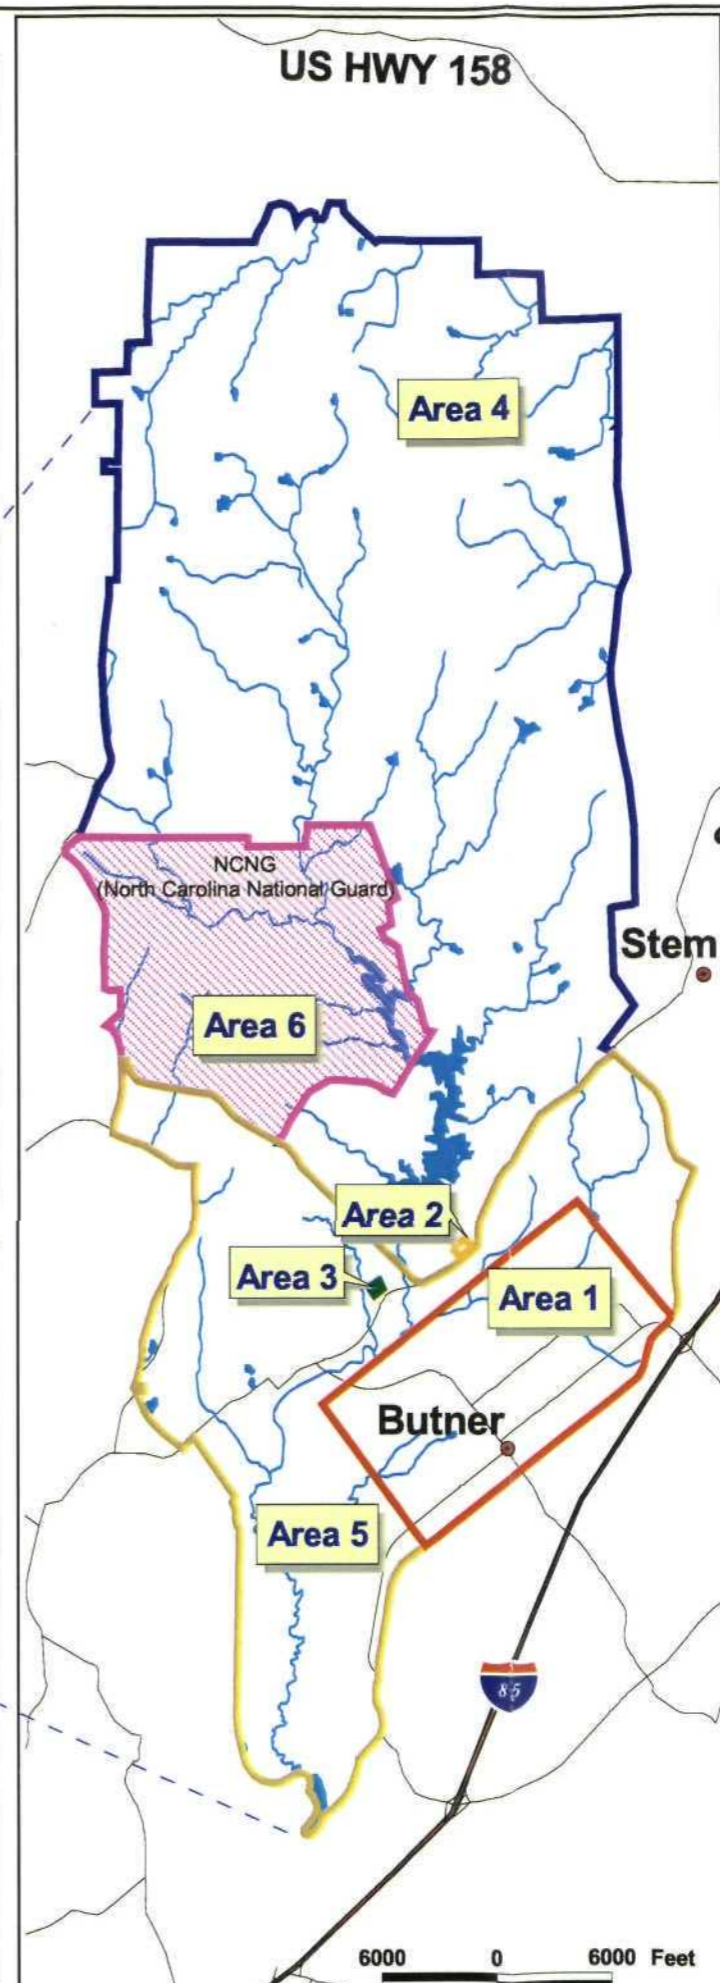 US HWY 158
Area 4
NCNG
(North Carolina National Guard)
Stem
Area 6
Area 2
Area 3
Area 1
Butner
Area 5
85
6000 0 6000 Feet